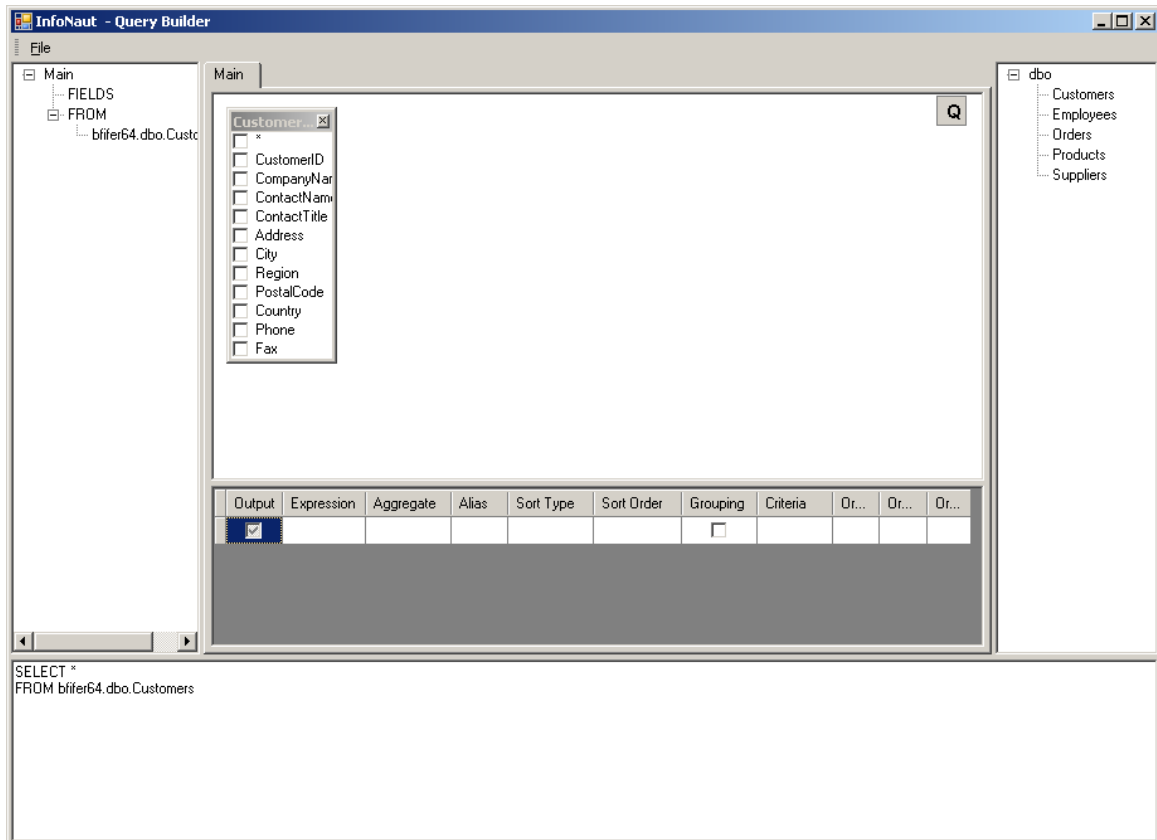 InfoNaut - Query Builder
File
Main
FIELDS
FROM
bfifer64.dbo.Custo
Main
Q
Customer...
*
CustomerID
CompanyNar
ContactName
ContactTitle
Address
City
Region
PostalCode
Country
Phone
Fax
dbo
Customers
Employees
Orders
Products
Suppliers
Output Expression Aggregate Alias Sort Type Sort Order Grouping Criteria Or... Or... Or...
SELECT *
FROM bfifer64.dbo.Customers